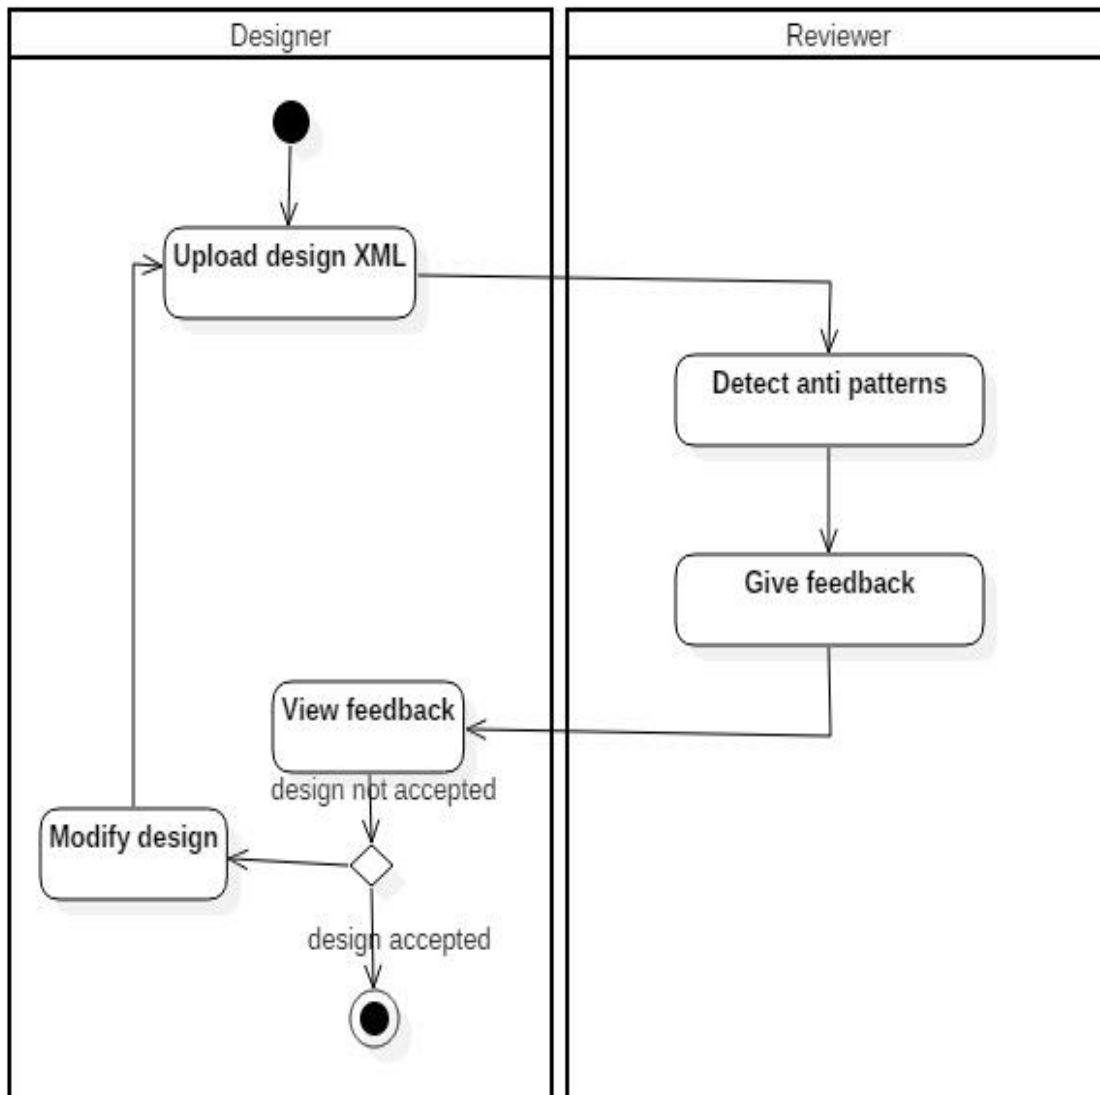 Designer
Reviewer
Upload design XML
Detect anti patterns
Give feedback
View feedback
design not accepted
Modify design
design accepted